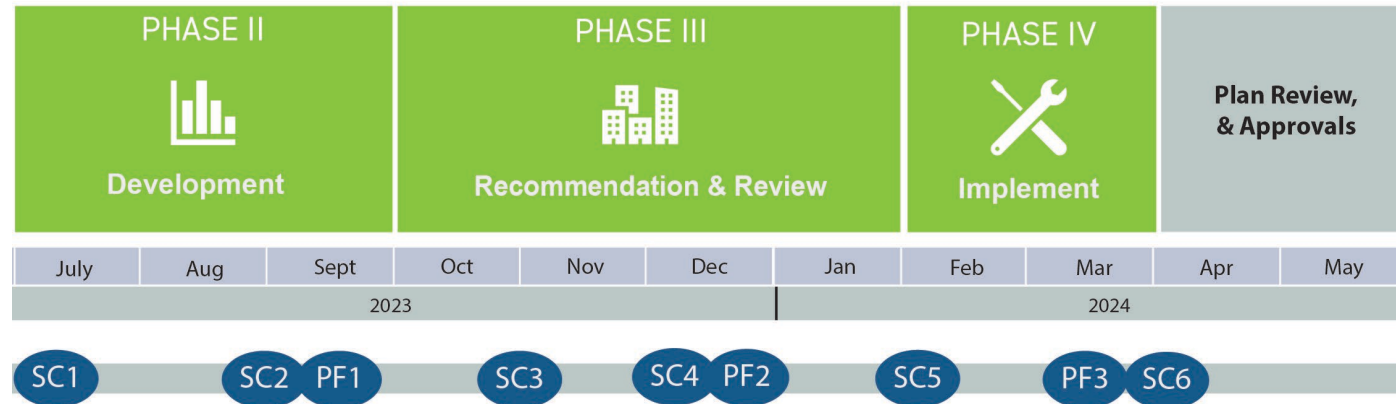 PHASE II
Development
PHASE III
Recommendation & Review
PHASE IV
Implement
Plan Review,
& Approvals
July Aug Sept Oct Nov Dec Jan Feb Mar Apr May
2023 2024
SC1 SC2 PF1 SC3 SC4 PF2 SC5 PF3 SC6